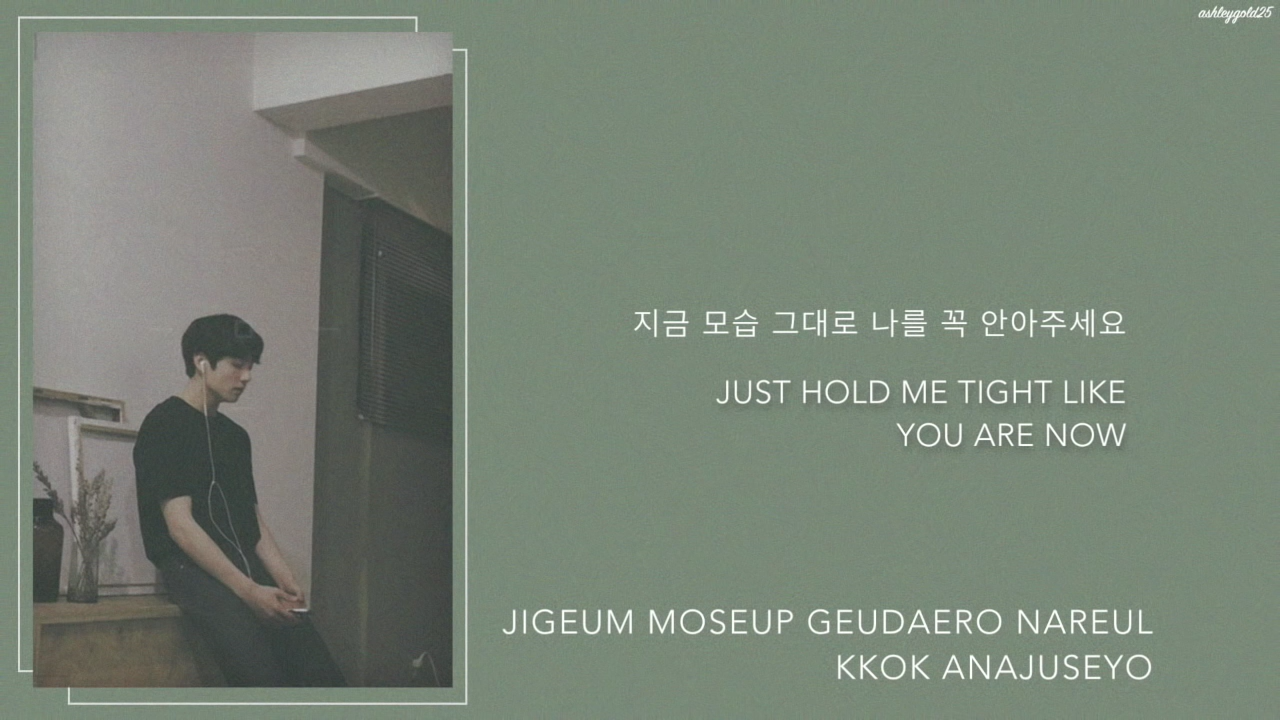 ashleygold25
지금 모습 그대로 나를 꼭 안아주세요
JUST HOLD ME TIGHT LIKE
YOU ARE NOW
JIGEUM MOSEUP GEUDAERO NAREUL
KKOK ANAJUSEYO